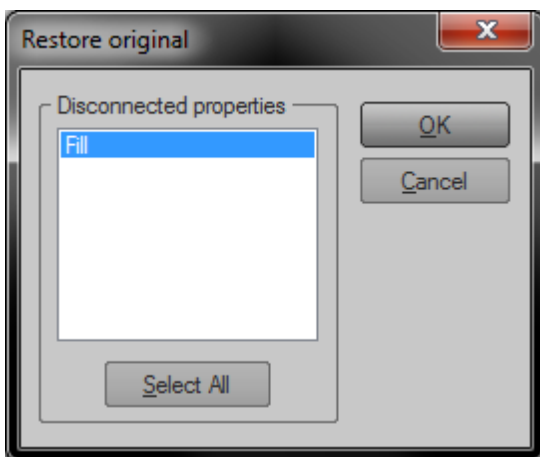 Restore original
Disconnected properties
Fill
OK
Cancel
Select All